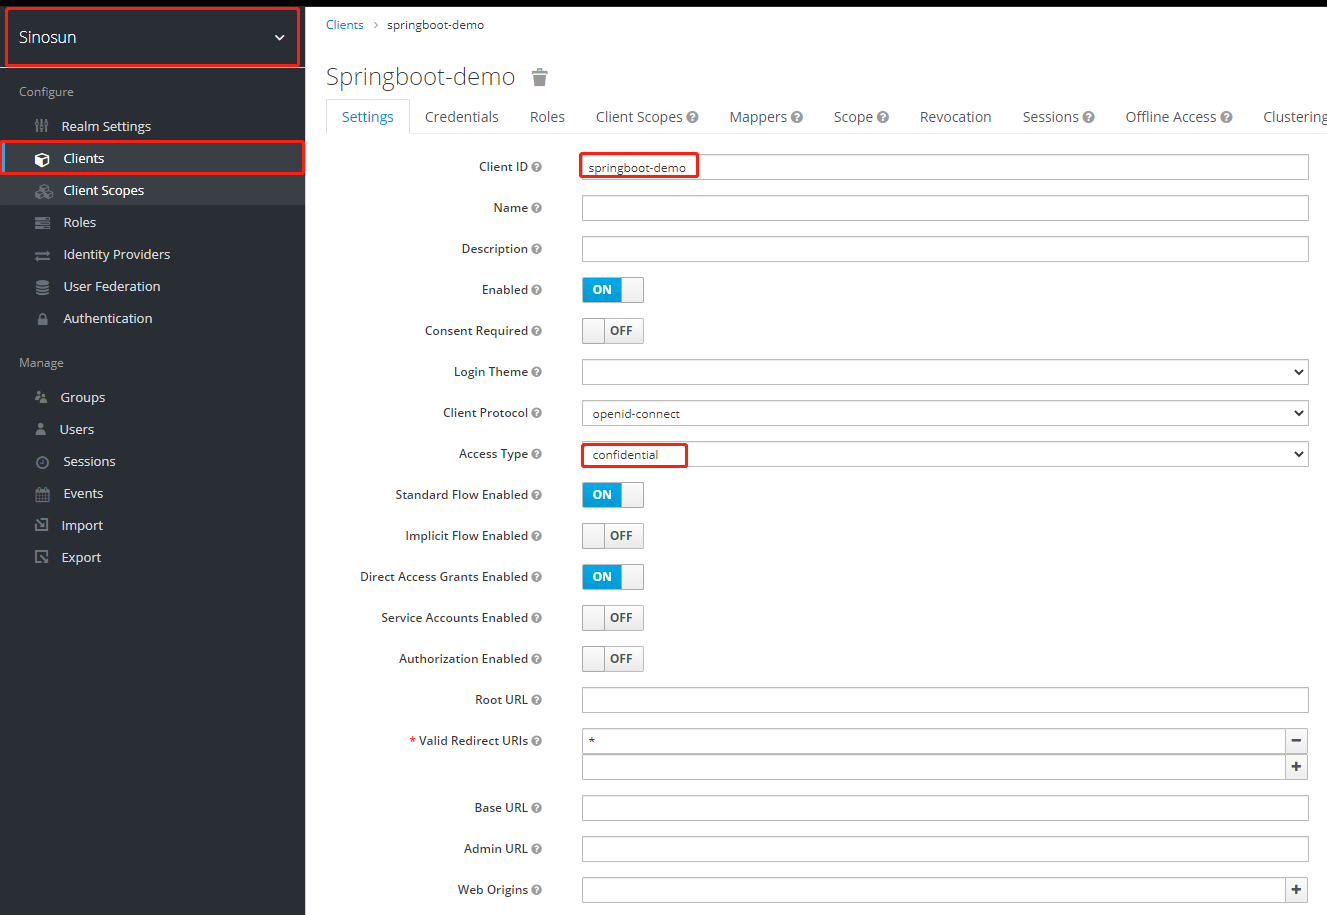 Sinosun
Configure
Realm Settings
Clients
Client Scopes
Roles
Identity Providers
User Federation
Authentication
Manage
Groups
Users
Sessions
Events
Import
Export
Clients > springboot-demo
Springboot-demo
Settings Credentials Roles Client Scopes Mappers Scope Revocation Sessions Offline Access Clustering
Client ID springboot-demo
Name
Description
Enabled ON
Consent Required OFF
Login Theme
Client Protocol openid-connect
Access Type confidential
Standard Flow Enabled ON
Implicit Flow Enabled OFF
Direct Access Grants Enabled ON
Service Accounts Enabled OFF
Authorization Enabled OFF
Root URL
* Valid Redirect URIs *
Base URL
Admin URL
Web Origins